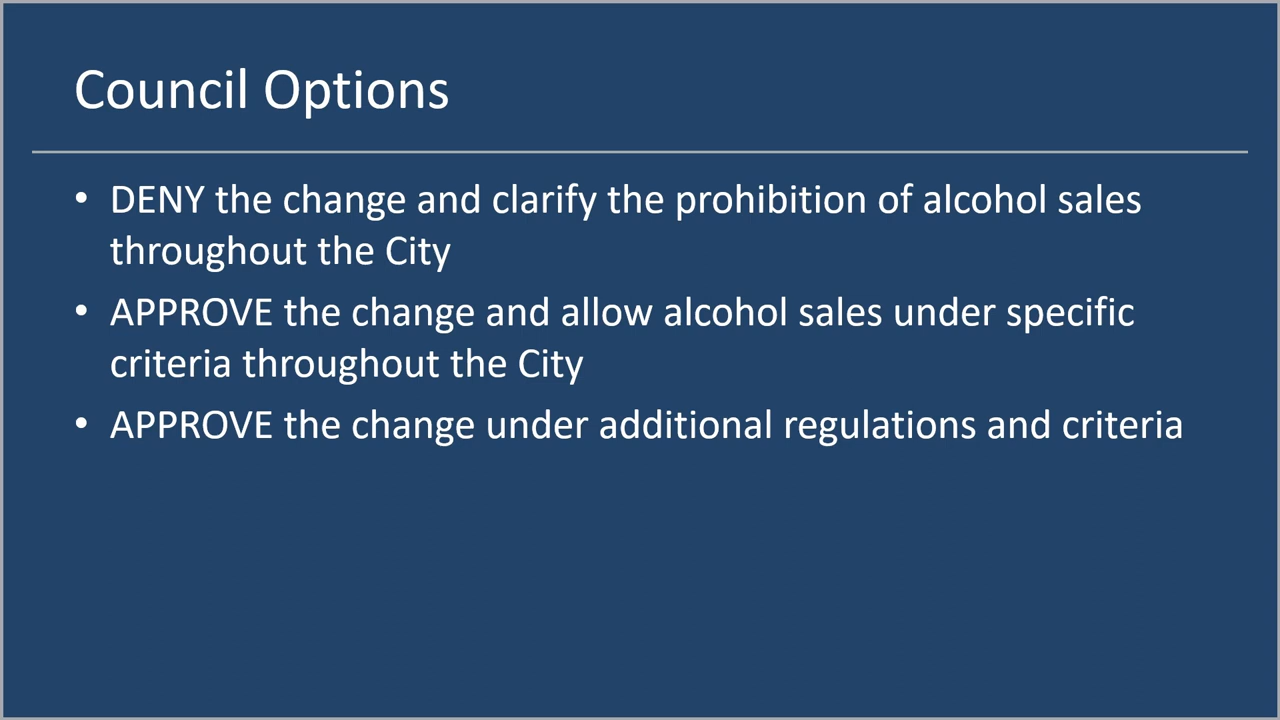 Council Options
• DENY the change and clarify the prohibition of alcohol sales
throughout the City
• APPROVE the change and allow alcohol sales under specific
criteria throughout the City
• APPROVE the change under additional regulations and criteria